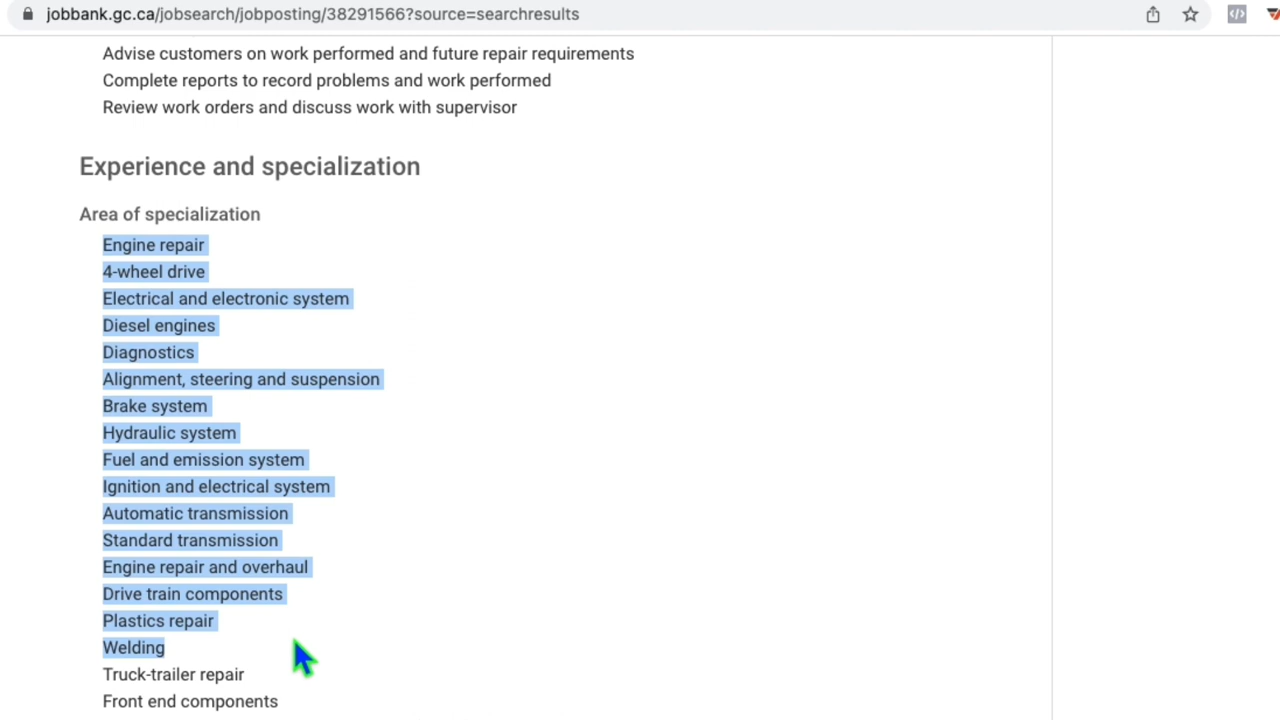 jobbank.gc.ca/jobsearch/jobposting/38291566?source=searchresults
Advise customers on work performed and future repair requirements
Complete reports to record problems and work performed
Review work orders and discuss work with supervisor
Experience and specialization
Area of specialization
Engine repair
4-wheel drive
Electrical and electronic system
Diesel engines
Diagnostics
Alignment, steering and suspension
Brake system
Hydraulic system
Fuel and emission system
Ignition and electrical system
Automatic transmission
Standard transmission
Engine repair and overhaul
Drive train components
Plastics repair
Welding
Truck-trailer repair
Front end components